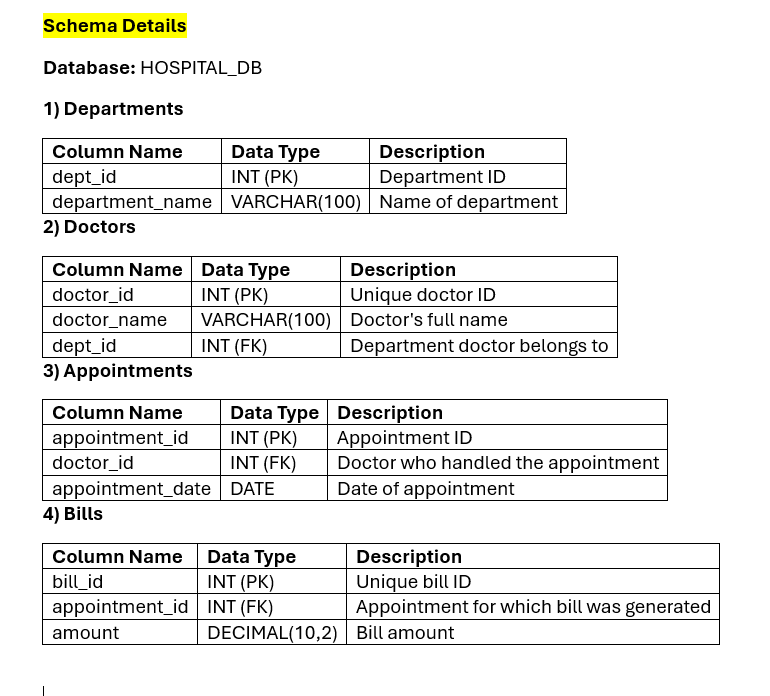 Schema Details
Database: HOSPITAL_DB
1) Departments
Column Name Data Type Description
dept_id INT (PK) Department ID
department_name VARCHAR(100) Name of department
2) Doctors
Column Name Data Type Description
doctor_id INT (PK) Unique doctor ID
doctor_name VARCHAR(100) Doctor's full name
dept_id INT (FK) Department doctor belongs to
3) Appointments
Column Name Data Type Description
appointment_id INT (PK) Appointment ID
doctor_id INT (FK) Doctor who handled the appointment
appointment_date DATE Date of appointment
4) Bills
Column Name Data Type Description
bill_id INT (PK) Unique bill ID
appointment_id INT (FK) Appointment for which bill was generated
amount DECIMAL(10,2) Bill amount